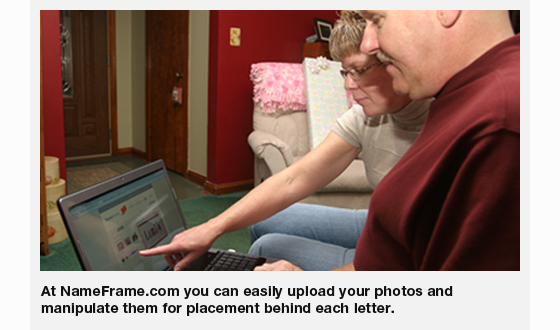 At NameFrame.com you can easily upload your photos and
manipulate them for placement behind each letter.